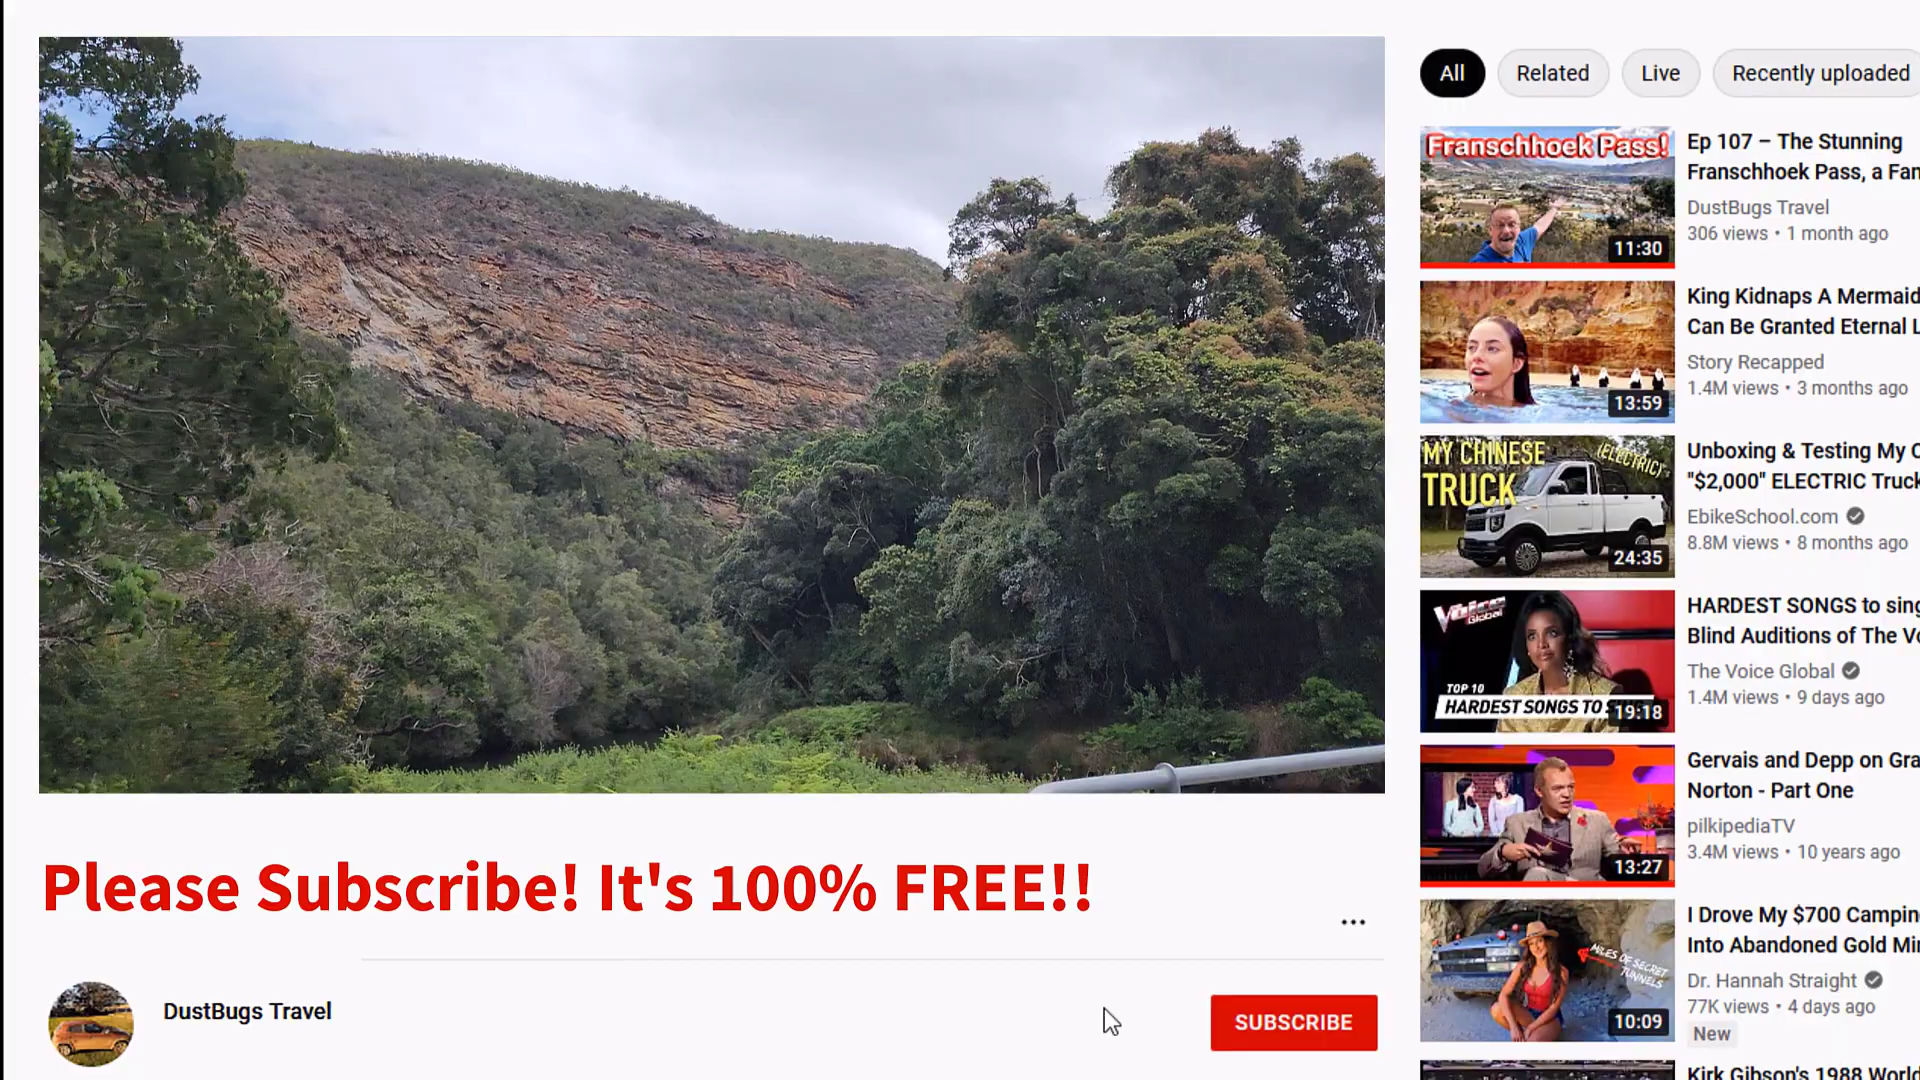 All
Related
Live
Recently uploaded
Franschhoek Pass!
11:30
Ep 107 – The Stunning
Franschhoek Pass, a Fan
DustBugs Travel
306 views • 1 month ago
13:59
King Kidnaps A Mermaid
Can Be Granted Eternal L
Story Recapped
1.4M views • 3 months ago
MY CHINESE
TRUCK
(ELECTRIC)
24:35
Unboxing & Testing My C
"$2,000" ELECTRIC Truck
EbikeSchool.com
8.8M views • 8 months ago
Voice
Global
TOP 10
HARDEST SONGS TO
19:18
HARDEST SONGS to sing
Blind Auditions of The Vo
The Voice Global
1.4M views • 9 days ago
13:27
Gervais and Depp on Gra
Norton - Part One
pilkipediaTV
3.4M views • 10 years ago
MILES OF SECRET
TUNNELS
10:09
I Drove My $700 Camping
Into Abandoned Gold Min
Dr. Hannah Straight
77K views • 4 days ago
New
Kirk Gibson's 1988 World
Please Subscribe! It's 100% FREE!!
DustBugs Travel
SUBSCRIBE